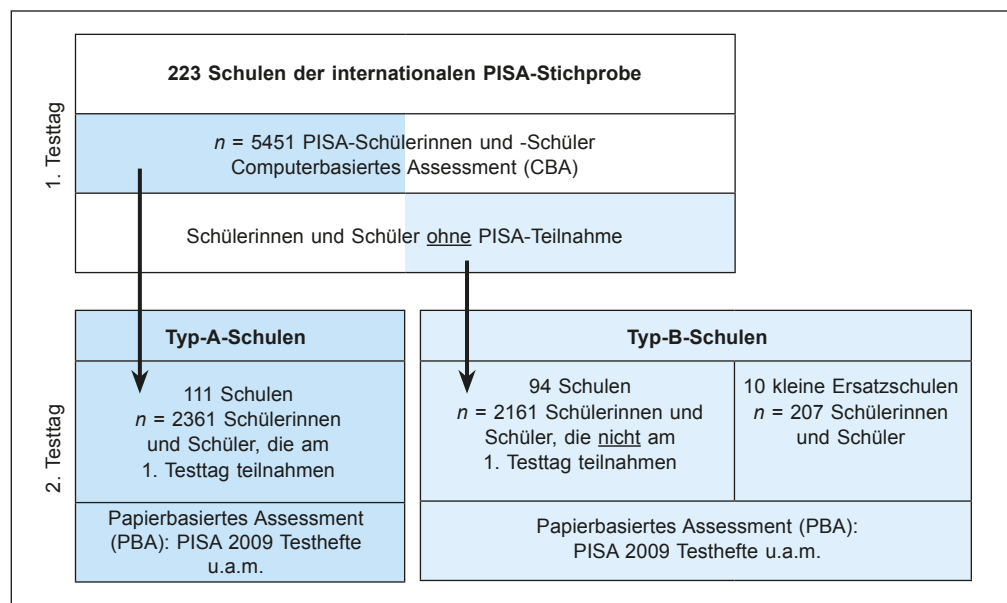 1. Testtag
223 Schulen der internationalen PISA-Stichprobe
n = 5451 PISA-Schülerinnen und -Schüler
Computerbasiertes Assessment (CBA)
Schülerinnen und Schüler ohne PISA-Teilnahme
2. Testtag
Typ-A-Schulen
111 Schulen
n = 2361 Schülerinnen
und Schüler, die am
1. Testtag teilnahmen
Papierbasiertes Assessment
(PBA): PISA 2009 Testhefte
u.a.m.
Typ-B-Schulen
94 Schulen
n = 2161 Schülerinnen und
Schüler, die nicht am
1. Testtag teilnahmen
10 kleine Ersatzschulen
n = 207 Schülerinnen
und Schüler
Papierbasiertes Assessment (PBA):
PISA 2009 Testhefte u.a.m.